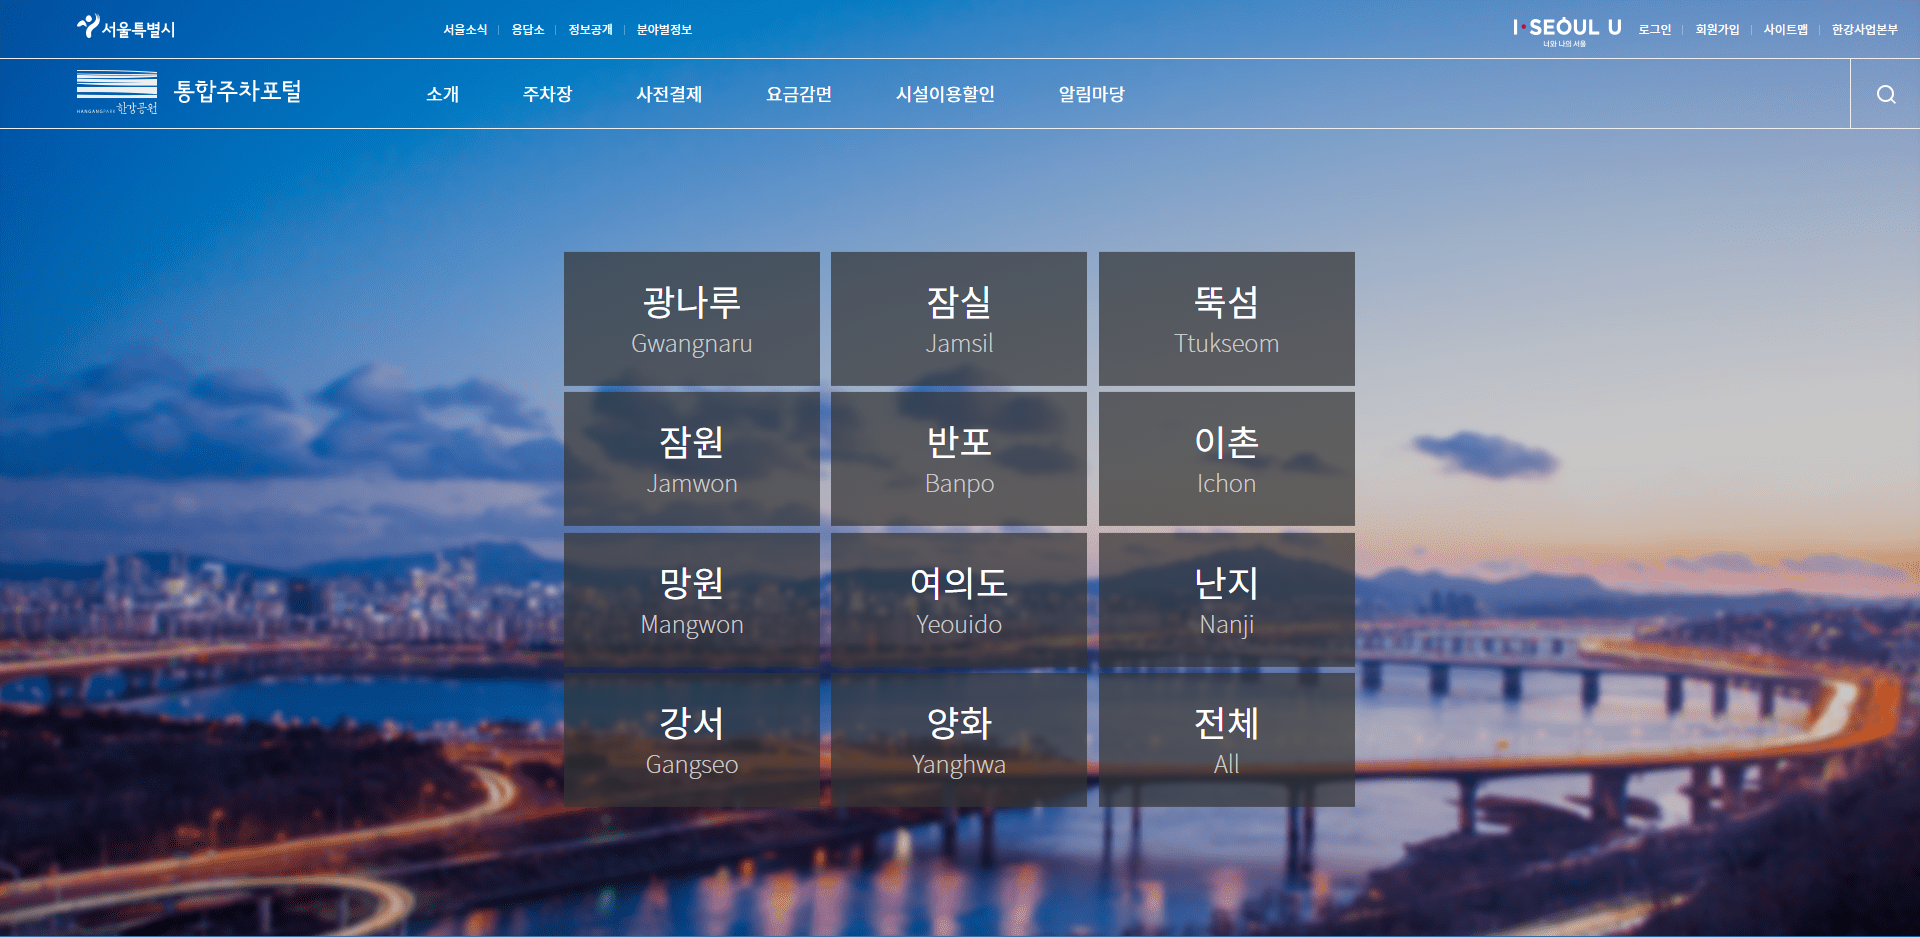 서울특별시
서울소식
응답소
정보공개
분야별정보
I·SEOUL·U
너와 나의 서울
로그인
회원가입
사이트맵
한강사업본부
HANGANGPARK 한강공원
통합주차포털
소개
주차장
사전결제
요금감면
시설이용할인
알림마당
광나루
Gwangnaru
잠실
Jamsil
뚝섬
Ttukseom
잠원
Jamwon
반포
Banpo
이촌
Ichon
망원
Mangwon
여의도
Yeouido
난지
Nanji
강서
Gangseo
양화
Yanghwa
전체
All